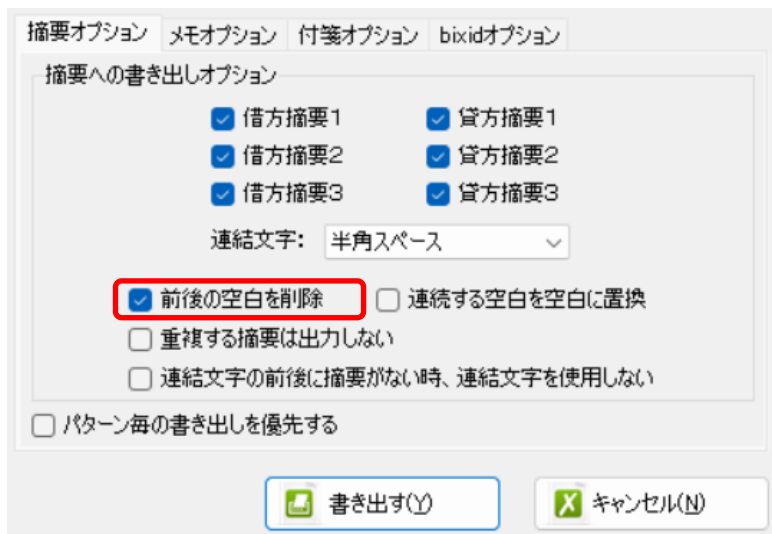 摘要オプション メモオプション 付箋オプション bixidオプション
摘要への書き出しオプション
借方摘要1 貸方摘要1
借方摘要2 貸方摘要2
借方摘要3 貸方摘要3
連結文字： 半角スペース
前後の空白を削除 連続する空白を空白に置換
重複する摘要は出力しない
連結文字の前後に摘要がない時、連結文字を使用しない
パターン毎の書き出しを優先する
書き出す(Y) キャンセル(N)